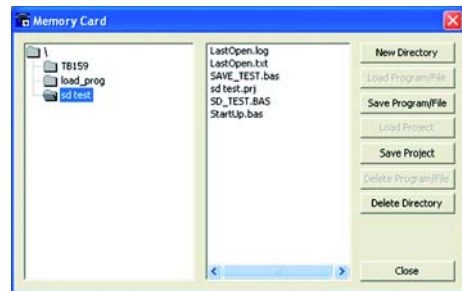 Memory Card
\
TB159
load_prog
sd test
LastOpen.log
LastOpen.txt
SAVE_TEST.bas
sd test.prj
SD_TEST.BAS
StartUp.bas
New Directory
Load Program/File
Save Program/File
Load Project
Save Project
Delete Program/File
Delete Directory
Close